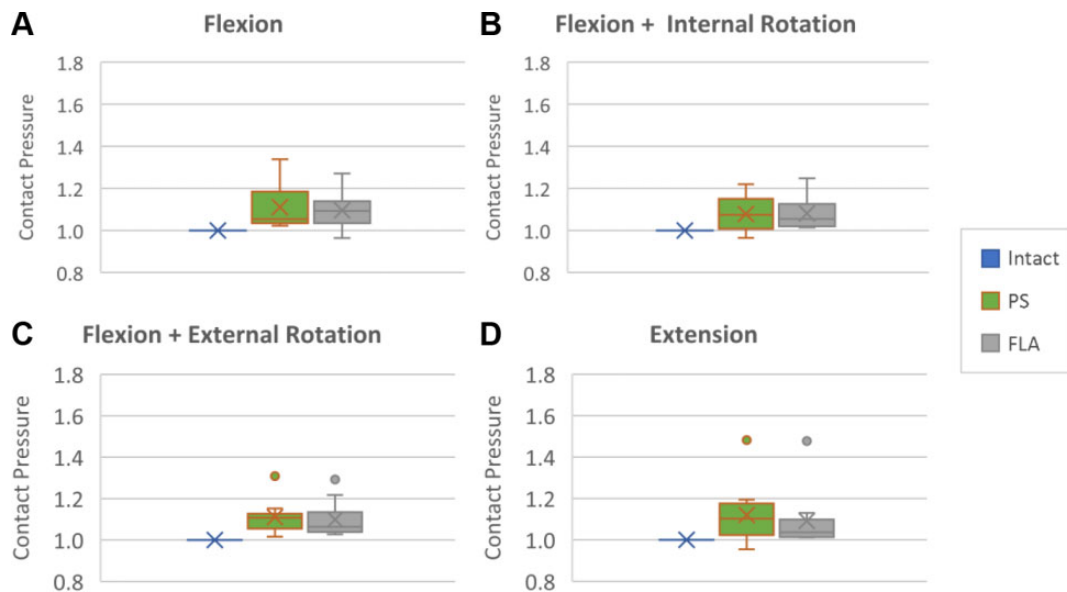 A
Flexion
Contact Pressure
1.8
1.6
1.4
1.2
1.0
0.8
B
Flexion + Internal Rotation
Contact Pressure
1.8
1.6
1.4
1.2
1.0
0.8
Intact
PS
FLA
C
Flexion + External Rotation
Contact Pressure
1.8
1.6
1.4
1.2
1.0
0.8
D
Extension
Contact Pressure
1.8
1.6
1.4
1.2
1.0
0.8